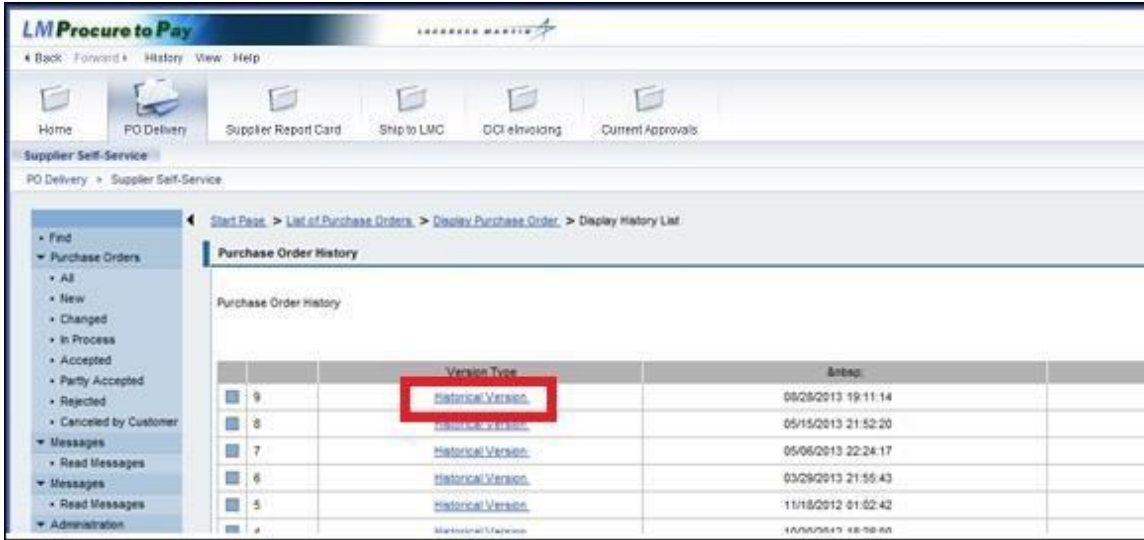 LM Procure to Pay
LOCKHEED MARTIN
Back Forward History View Help
Home PO Delivery Supplier Report Card Ship to LMC DCI eInvoicing Current Approvals
Supplier Self-Service
PO Delivery > Supplier Self-Service
Start Page > List of Purchase Orders > Display Purchase Order > Display History List
• Find
Purchase Orders
• All
• New
• Changed
• In Process
• Accepted
• Partly Accepted
• Rejected
• Canceled by Customer
Messages
• Read Messages
Messages
• Read Messages
Administration
Purchase Order History
Purchase Order History
Version Type &nbsp;
9 Historical Version 08/28/2013 19:11:14
8 Historical Version 05/15/2013 21:52:20
7 Historical Version 05/06/2013 22:24:17
6 Historical Version 03/29/2013 21:55:43
5 Historical Version 11/18/2012 01:02:42
4 Historical Version